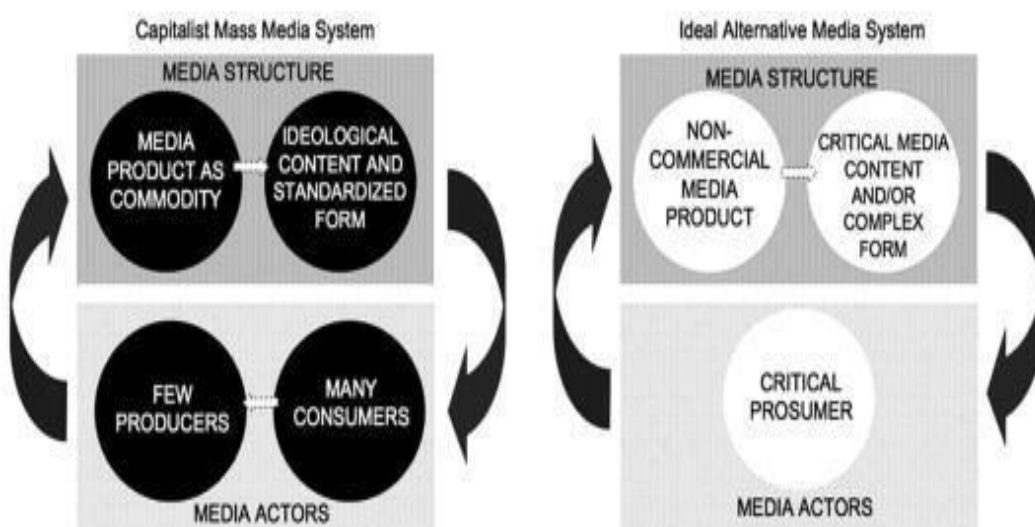 Capitalist Mass Media System
MEDIA STRUCTURE
MEDIA
PRODUCT AS
COMMODITY
IDEOLOGICAL
CONTENT AND
STANDARDIZED
FORM
FEW
PRODUCERS
MANY
CONSUMERS
MEDIA ACTORS
Ideal Alternative Media System
MEDIA STRUCTURE
NON-
COMMERCIAL
MEDIA
PRODUCT
CRITICAL MEDIA
CONTENT
AND/OR
COMPLEX
FORM
CRITICAL
PROSUMER
MEDIA ACTORS